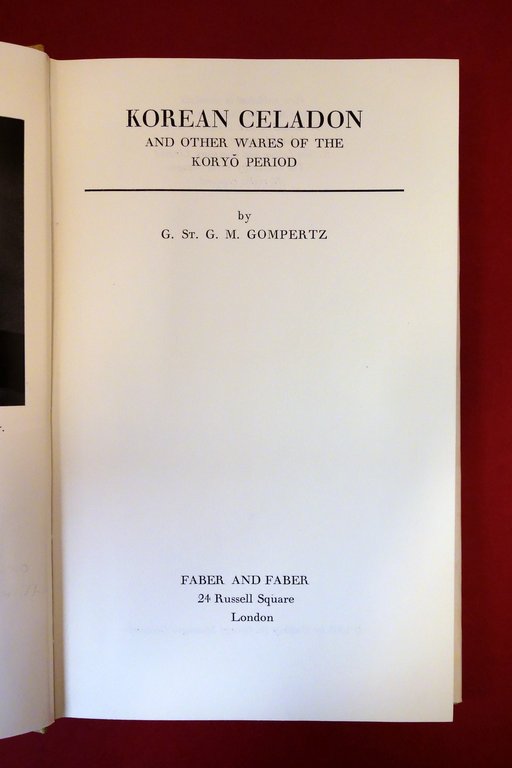 KOREAN CELADON
AND OTHER WARES OF THE
KORYŎ PERIOD
by
G. St. G. M. GOMPERTZ
FABER AND FABER
24 Russell Square
London